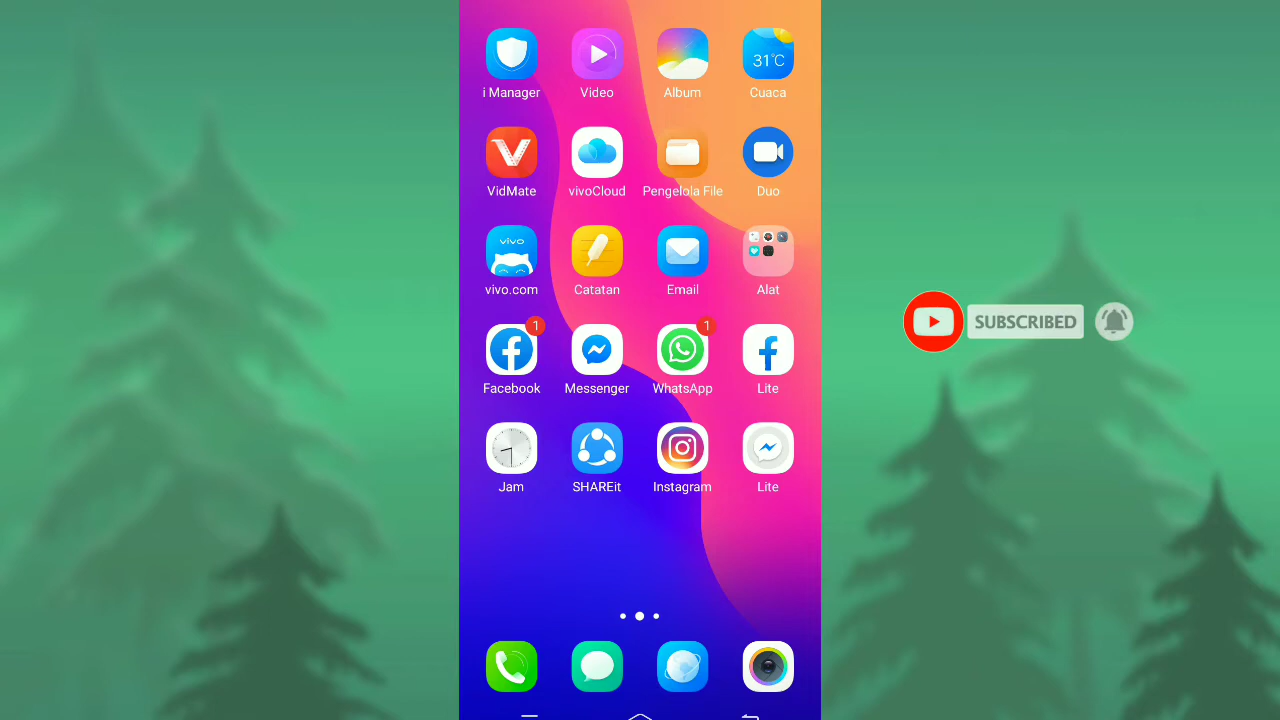 i Manager Video Album 31°C Cuaca
VidMate vivoCloud Pengelola File Duo
vivo vivo.com Catatan Email Alat
1 Facebook Messenger 1 WhatsApp Lite
Jam SHAREit Instagram Lite
SUBSCRIBED